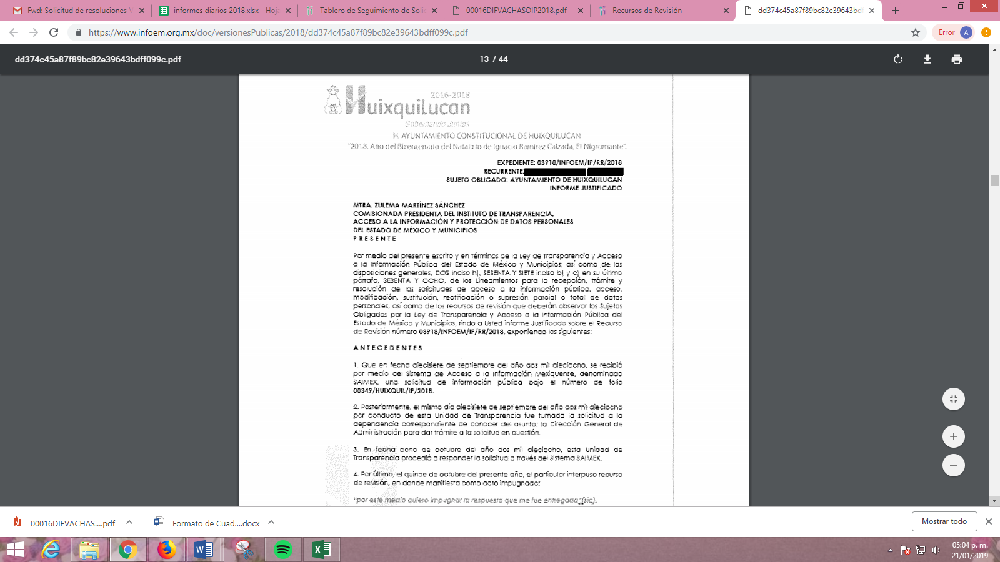 Fwd: Solicitud de resoluciones V
informes diarios 2018.xlsx - Hoja
Tablero de Seguimiento de Solic
00016DIFVACHASOIP2018.pdf
Recursos de Revisión
dd374c45a87f89bc82e39643bdf
https://www.infoem.org.mx/doc/versionesPublicas/2018/dd374c45a87f89bc82e39643bdff099c.pdf
Error A
dd374c45a87f89bc82e39643bdff099c.pdf
13 / 44
2016-2018
Huixquilucan
Gobernando Juntos
H. AYUNTAMIENTO CONSTITUCIONAL DE HUIXQUILUCAN
"2018. Año del Bicentenario del Natalicio de Ignacio Ramírez Calzada, El Nigromante".
EXPEDIENTE: 03918/INFOEM/IP/RR/2018
RECURRENTE:
SUJETO OBLIGADO: AYUNTAMIENTO DE HUIXQUILUCAN
INFORME JUSTIFICADO
MTRA. ZULEMA MARTÍNEZ SÁNCHEZ
COMISIONADA PRESIDENTA DEL INSTITUTO DE TRANSPARENCIA,
ACCESO A LA INFORMACIÓN Y PROTECCIÓN DE DATOS PERSONALES
DEL ESTADO DE MÉXICO Y MUNICIPIOS
P R E S E N T E
Por medio del presente escrito y en términos de la Ley de Transparencia y Acceso
a la Información Pública del Estado de México y Municipios; así como de las
disposiciones generales, DOS inciso h), SESENTA Y SIETE inciso b) y c) en su último
párrafo, SESENTA Y OCHO, de los Lineamientos para la recepción, trámite y
resolución de las solicitudes de acceso a la información pública, acceso,
modificación, sustitución, rectificación o supresión parcial o total de datos
personales, así como de los recursos de revisión que deberán observar los Sujetos
Obligados por la Ley de Transparencia y Acceso a la Información Pública del
Estado de México y Municipios, rindo a Usted informe Justificado sobre el Recurso
de Revisión número 03918/INFOEM/IP/RR/2018, exponiendo los siguientes:
A N T E C E D E N T E S
1. Que en fecha diecisiete de septiembre del año dos mil dieciocho, se recibió
por medio del Sistema de Acceso a la Información Mexiquense, denominado
SAIMEX, una solicitud de información pública bajo el número de folio
00349/HUIXQUIL/IP/2018.
2. Posteriormente, el mismo día diecisiete de septiembre del año dos mil dieciocho
por conducto de esta Unidad de Transparencia fue turnada la solicitud a la
dependencia correspondiente de conocer del asunto: la Dirección General de
Administración para dar trámite a la solicitud en cuestión.
3. En fecha ocho de octubre del año dos mil dieciocho, esta Unidad de
Transparencia procedió a responder la solicitud a través del Sistema SAIMEX.
4. Por último, el quince de octubre del presente año, el particular interpuso recurso
de revisión, en donde manifiesta como acto impugnado:
"por este medio quiero impugnar la respuesta que me fue entregada"(sic).
00016DIFVACHAS....pdf
Formato de Cuad....docx
Mostrar todo
05:04 p. m.
21/01/2019